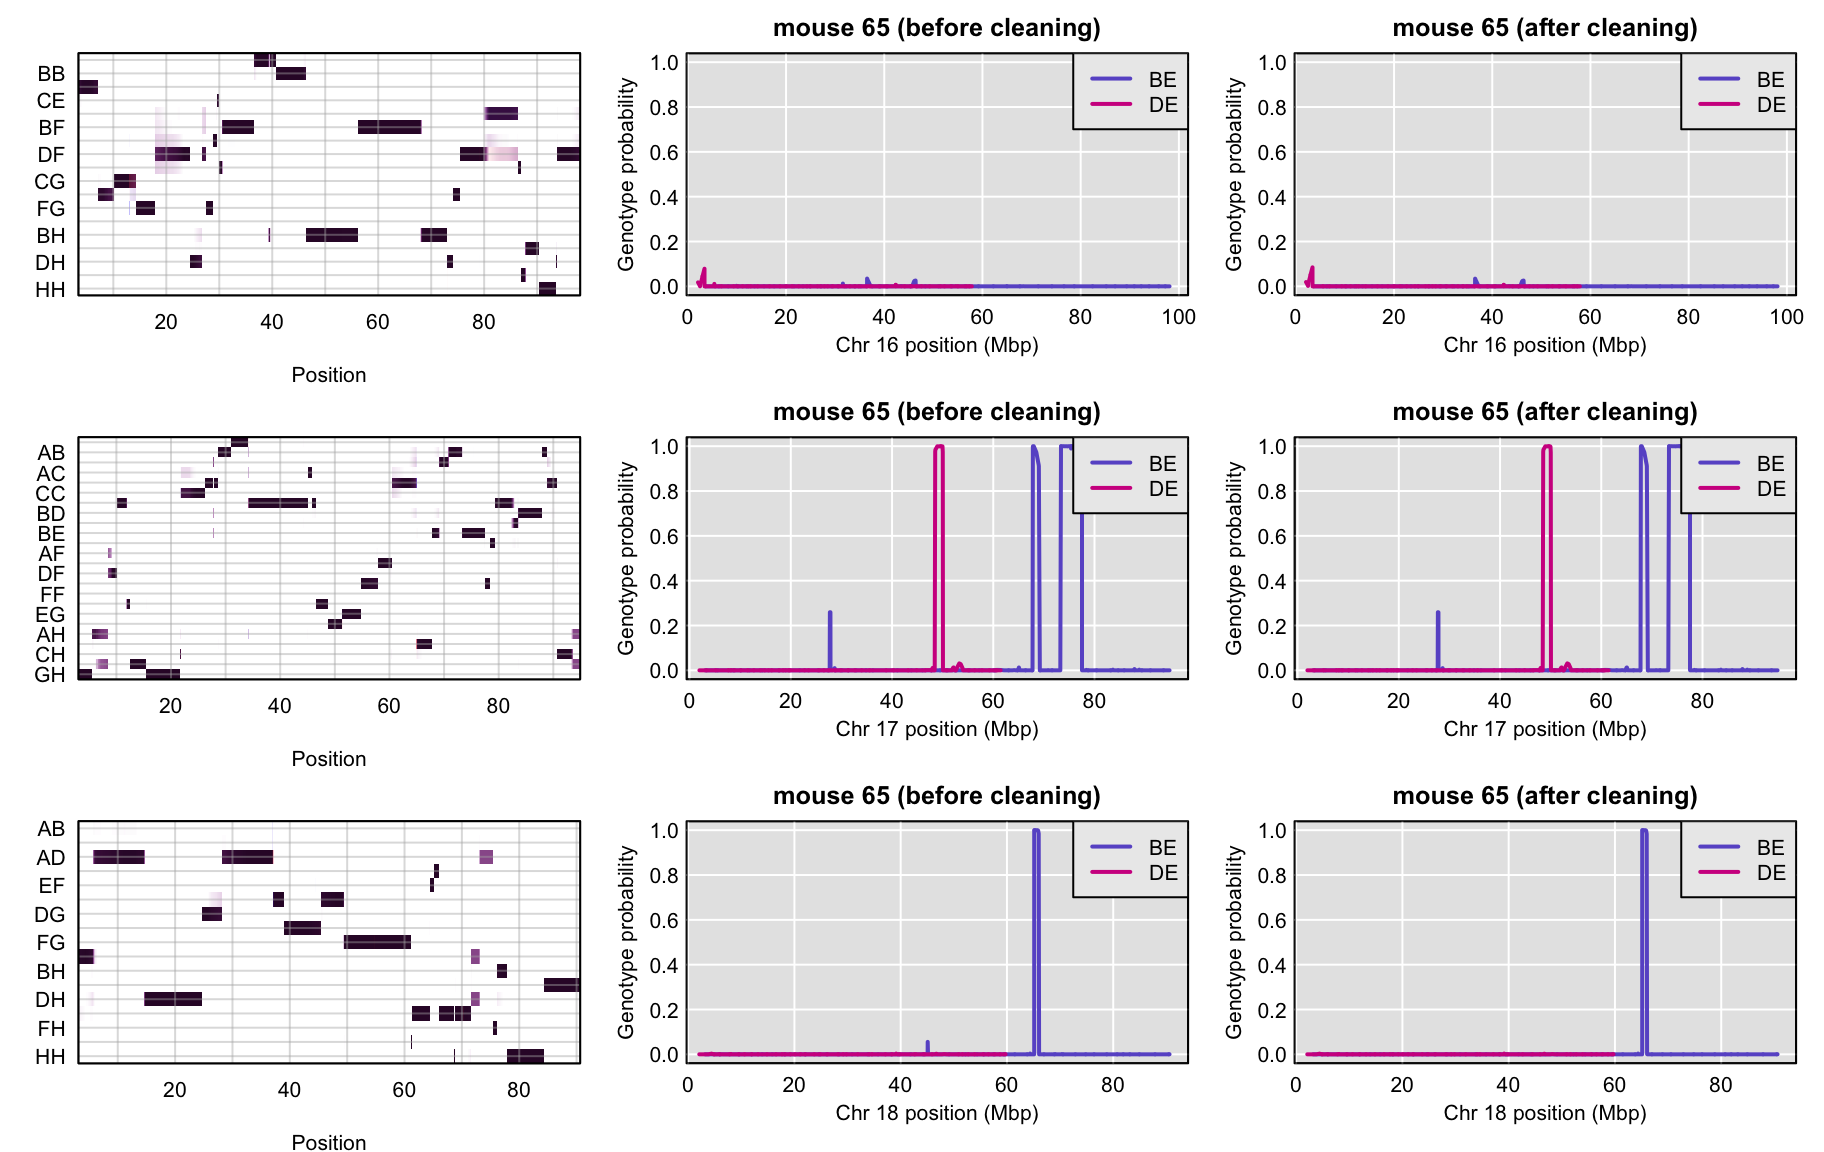 mouse 65 (before cleaning)
mouse 65 (after cleaning)
BB
CE
BF
DF
CG
FG
BH
DH
HH
20 40 60 80
Position
Genotype probability
1.0
0.8
0.6
0.4
0.2
0.0
BE
DE
0 20 40 60 80 100
Chr 16 position (Mbp)
Genotype probability
1.0
0.8
0.6
0.4
0.2
0.0
BE
DE
0 20 40 60 80 100
Chr 16 position (Mbp)
mouse 65 (before cleaning)
mouse 65 (after cleaning)
AB
AC
CC
BD
BE
AF
DF
FF
EG
AH
CH
GH
20 40 60 80
Position
Genotype probability
1.0
0.8
0.6
0.4
0.2
0.0
BE
DE
0 20 40 60 80
Chr 17 position (Mbp)
Genotype probability
1.0
0.8
0.6
0.4
0.2
0.0
BE
DE
0 20 40 60 80
Chr 17 position (Mbp)
mouse 65 (before cleaning)
mouse 65 (after cleaning)
AB
AD
EF
DG
FG
BH
DH
FH
HH
20 40 60 80
Position
Genotype probability
1.0
0.8
0.6
0.4
0.2
0.0
BE
DE
0 20 40 60 80
Chr 18 position (Mbp)
Genotype probability
1.0
0.8
0.6
0.4
0.2
0.0
BE
DE
0 20 40 60 80
Chr 18 position (Mbp)